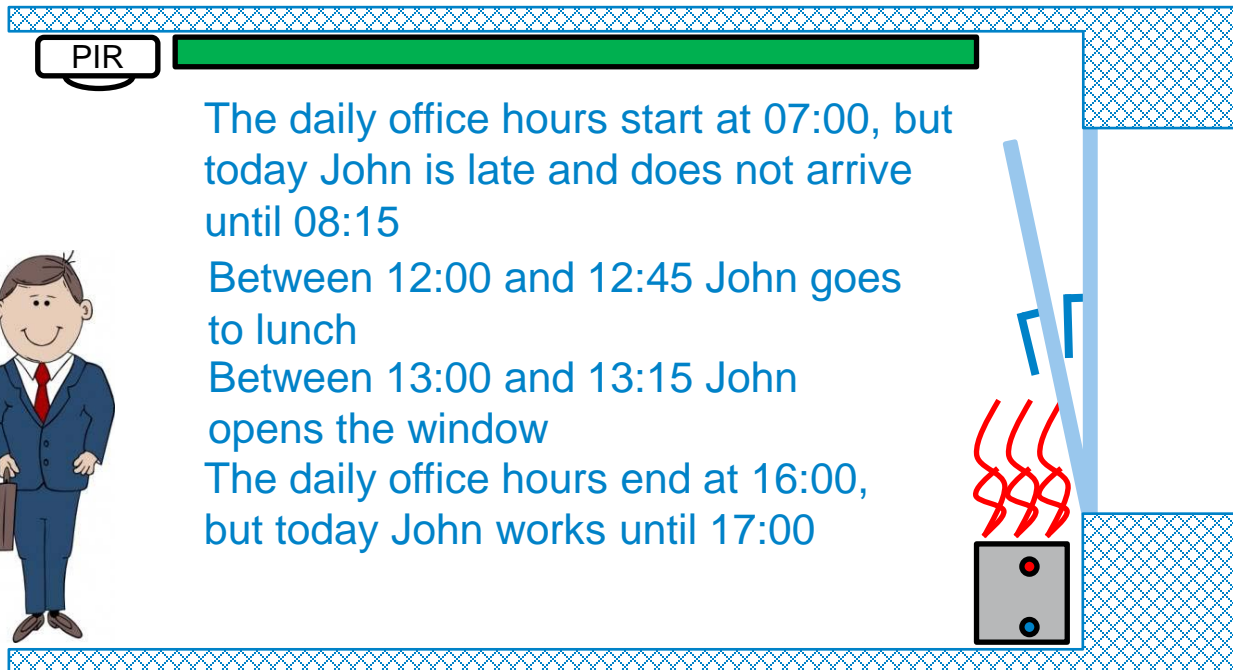 PIR
The daily office hours start at 07:00, but
today John is late and does not arrive
until 08:15
Between 12:00 and 12:45 John goes
to lunch
Between 13:00 and 13:15 John
opens the window
The daily office hours end at 16:00,
but today John works until 17:00